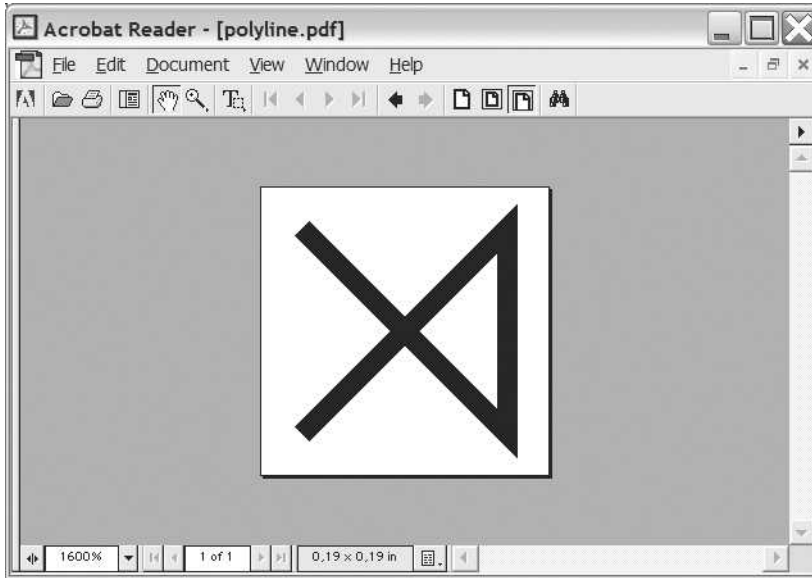 Acrobat Reader - [polyline.pdf]
File Edit Document View Window Help
1600% 1 of 1 0,19 × 0,19 in